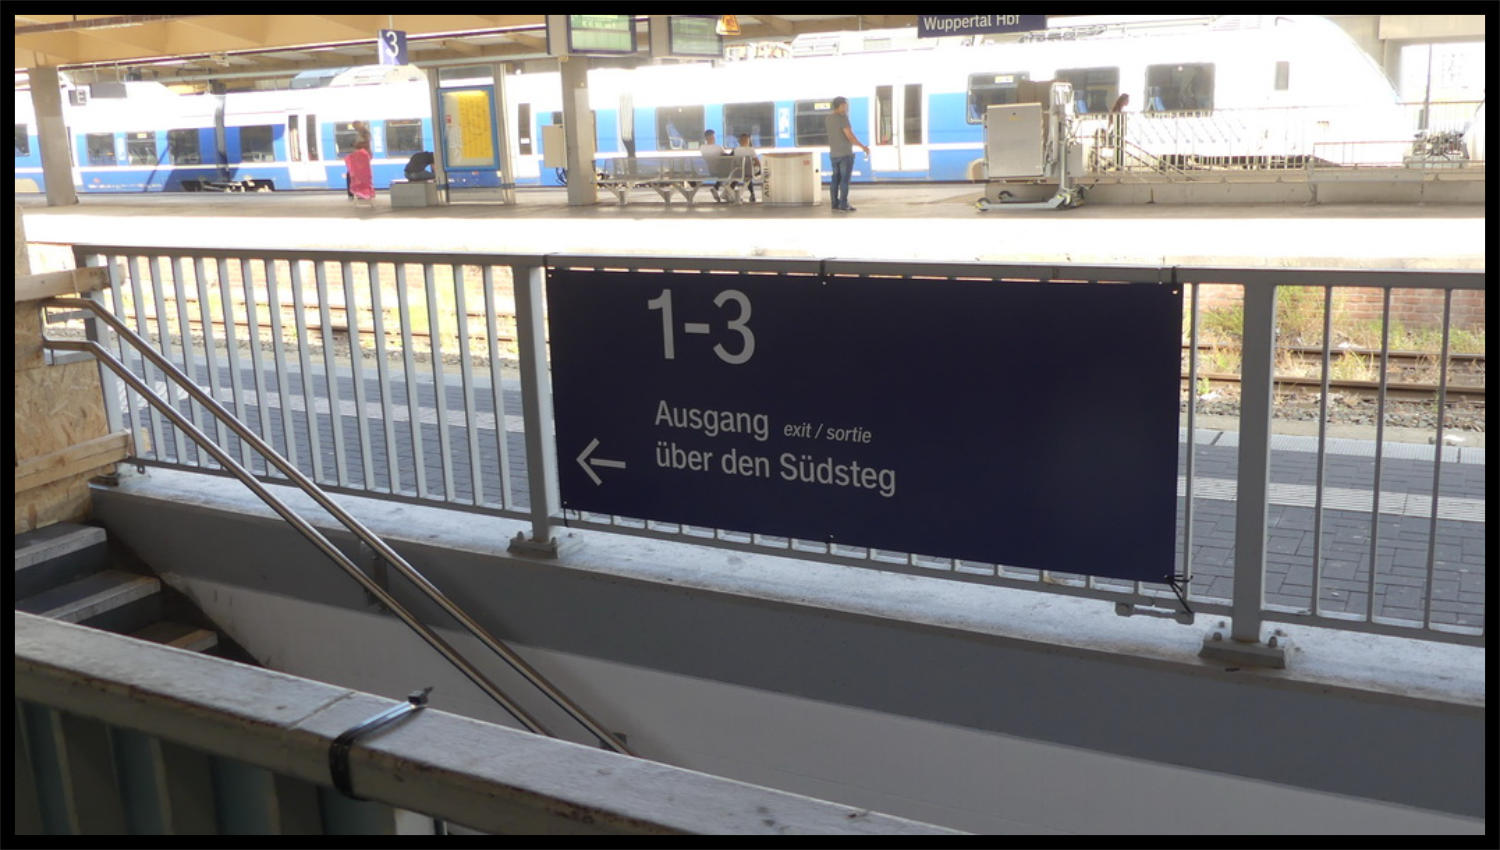 3
Wuppertal Hbf
E
1-3
Ausgang exit / sortie
über den Südsteg